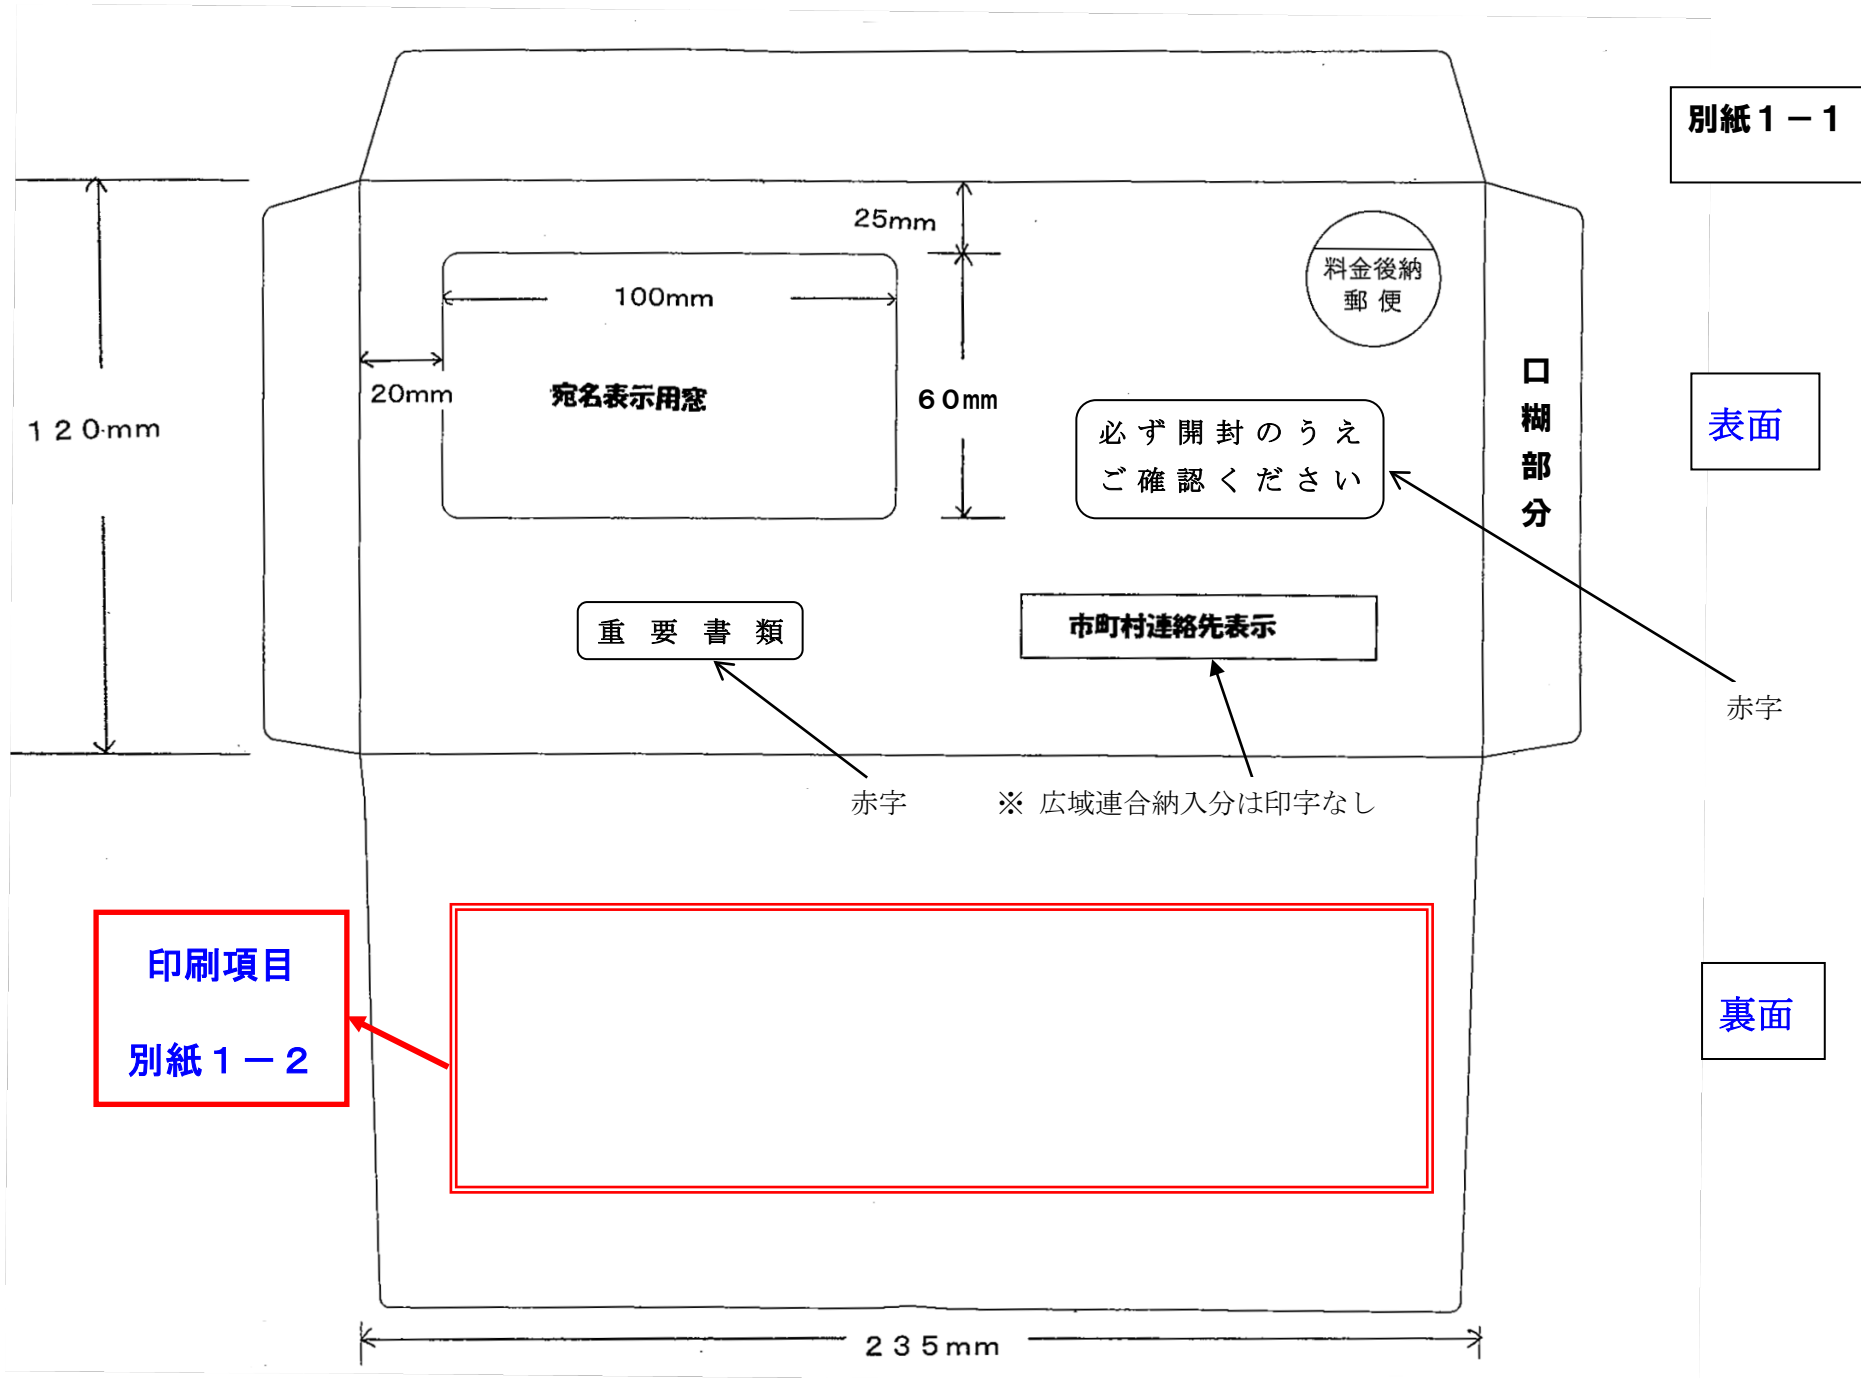 別紙1－1
25mm
料金後納
郵便
100mm
20mm
宛名表示用窓
60mm
120mm
必ず開封のうえ
ご確認ください
口糊部分
表面
重要書類
市町村連絡先表示
赤字
赤字
※ 広域連合納入分は印字なし
印刷項目
別紙1－2
裏面
235mm